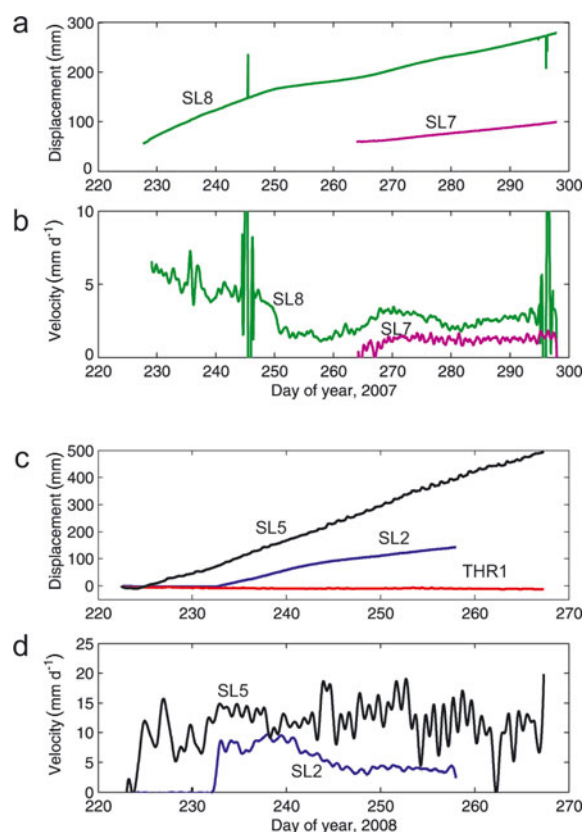 a
Displacement (mm)
300
200
100
0
SL8
SL7
220 230 240 250 260 270 280 290 300
b
Velocity (mm d⁻¹)
10
5
0
SL8
SL7
220 230 240 250 260 270 280 290 300
Day of year, 2007
c
Displacement (mm)
500
400
300
200
100
0
SL5
SL2
THR1
220 230 240 250 260 270
d
Velocity (mm d⁻¹)
25
20
15
10
5
0
SL5
SL2
220 230 240 250 260 270
Day of year, 2008